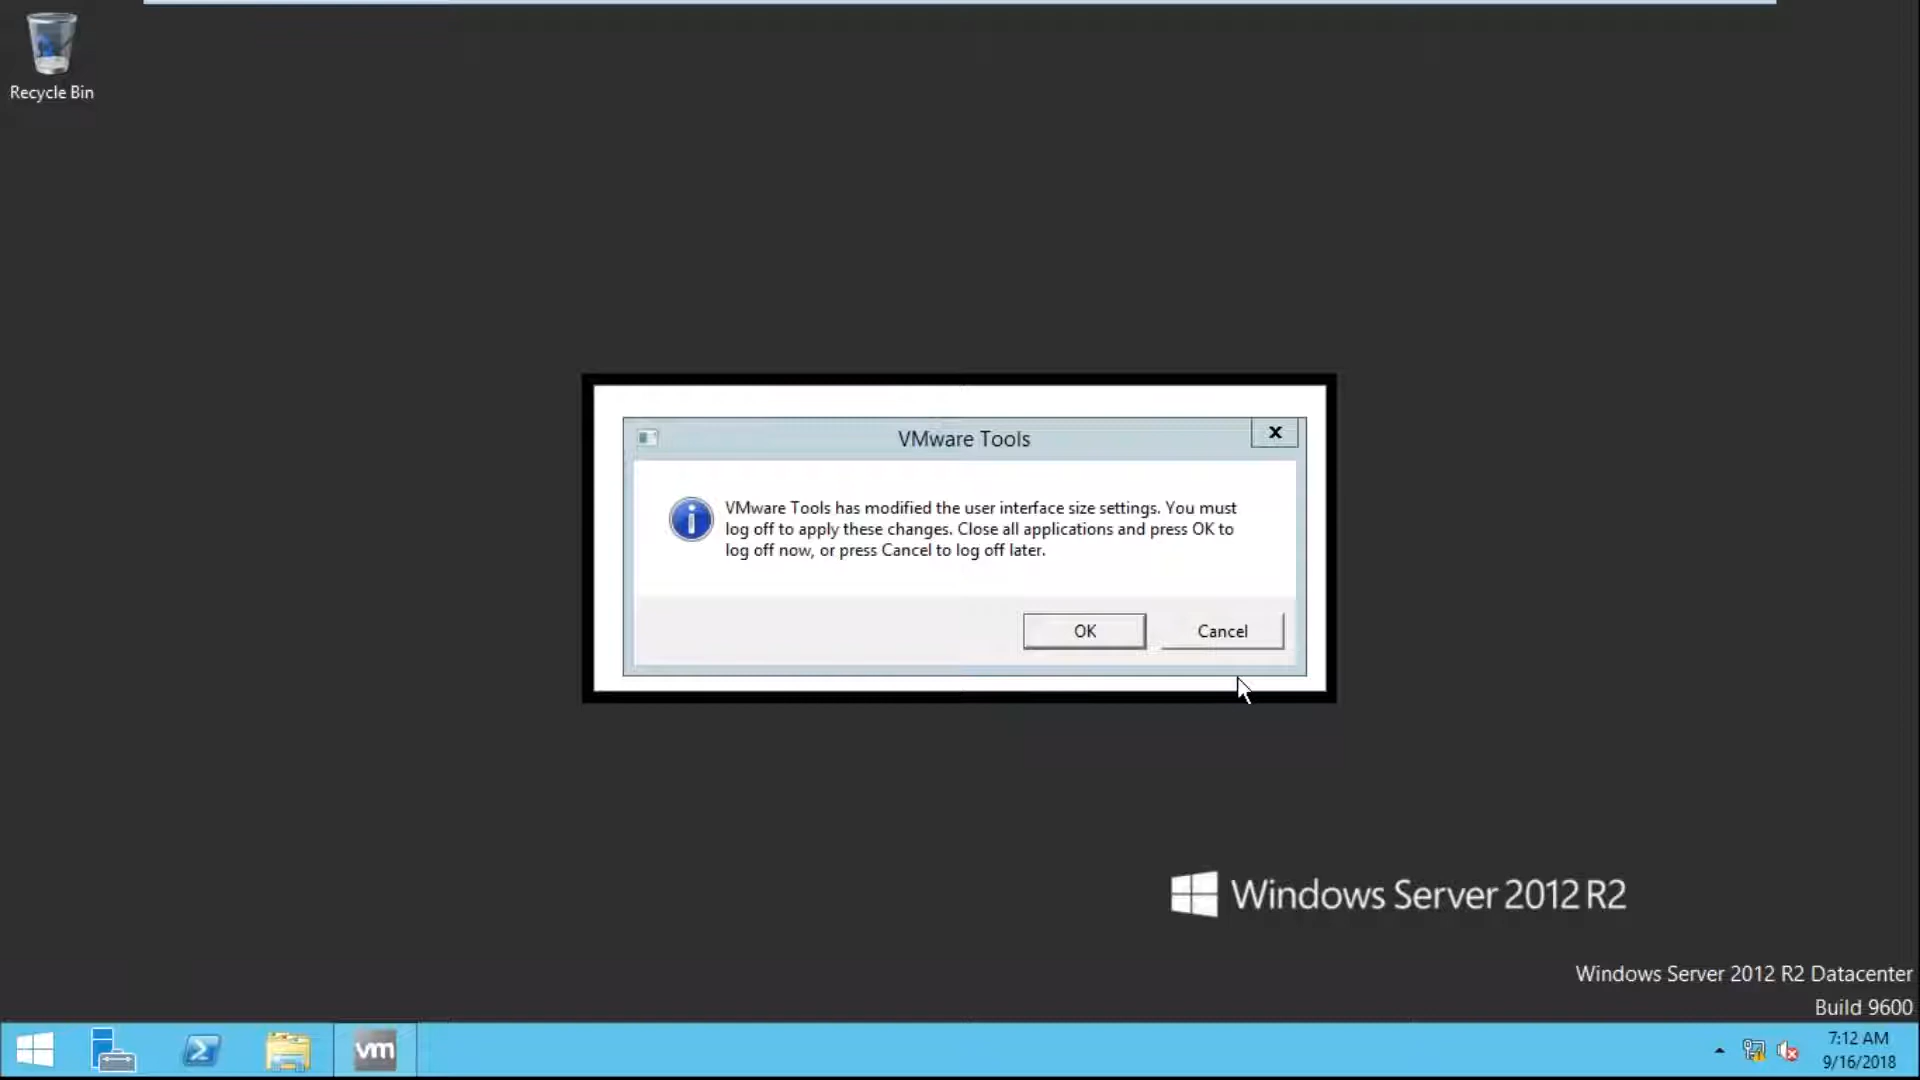 Recycle Bin
VMware Tools
x
VMware Tools has modified the user interface size settings. You must
log off to apply these changes. Close all applications and press OK to
log off now, or press Cancel to log off later.
OK
Cancel
Windows Server 2012 R2
Windows Server 2012 R2 Datacenter
Build 9600
vm
7:12 AM
9/16/2018